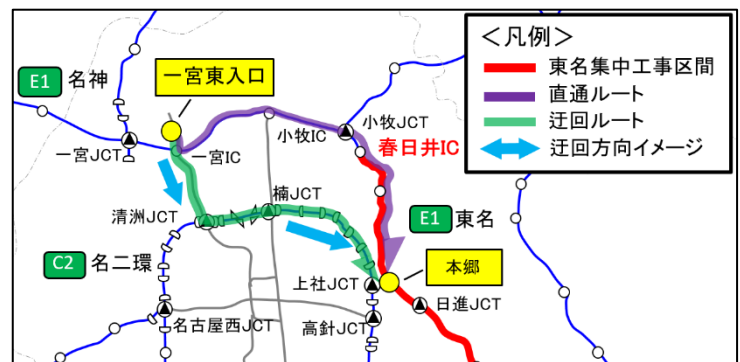 <凡例>
東名集中工事区間
直通ルート
迂回ルート
迂回方向イメージ
E1 名神
一宮東入口
小牧IC
小牧JCT
一宮JCT
一宮IC
春日井IC
清洲JCT
楠JCT
E1 東名
C2 名二環
上社JCT
本郷
日進JCT
名古屋西JCT
高針JCT